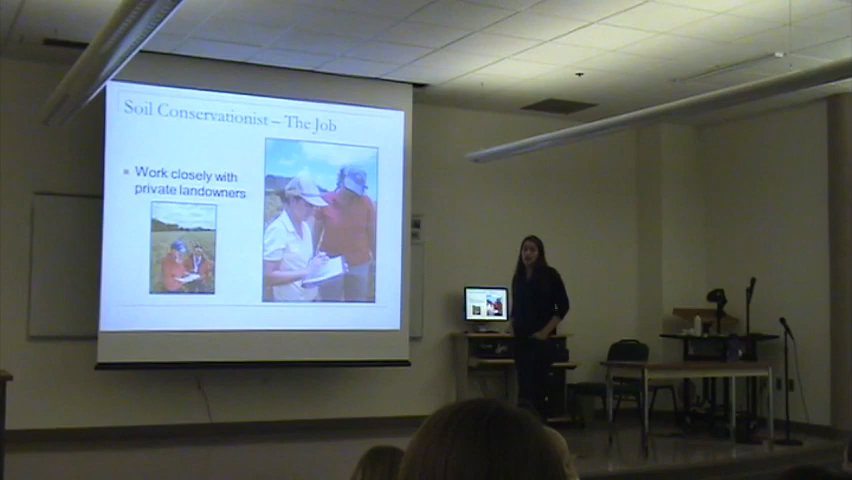 Soil Conservationist – The Job
▪ Work closely with
private landowners